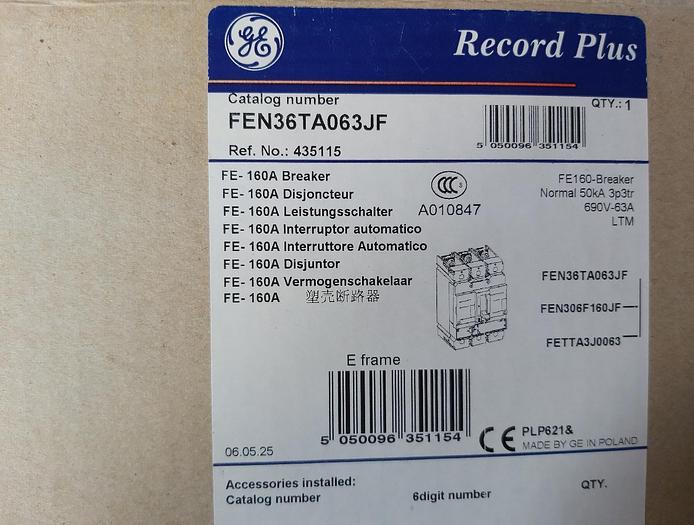 GE
Record Plus
Catalog number
FEN36TA063JF
QTY.: 1
5 050096 351154
Ref. No.: 435115
FE- 160A Breaker
FE- 160A Disjoncteur
FE- 160A Leistungsschalter
FE- 160A Interruptor automatico
FE- 160A Interruttore Automatico
FE- 160A Disjuntor
FE- 160A Vermogenschakelaar
FE- 160A 塑壳断路器
CCC S
A010847
FE160-Breaker
Normal 50kA 3p3tr
690V-63A
LTM
FEN36TA063JF
FEN306F160JF
FETTA3J0063
E frame
5 050096 351154
06.05.25
CE
PLP621&
MADE BY GE IN POLAND
Accessories installed:
Catalog number
6digit number
QTY.